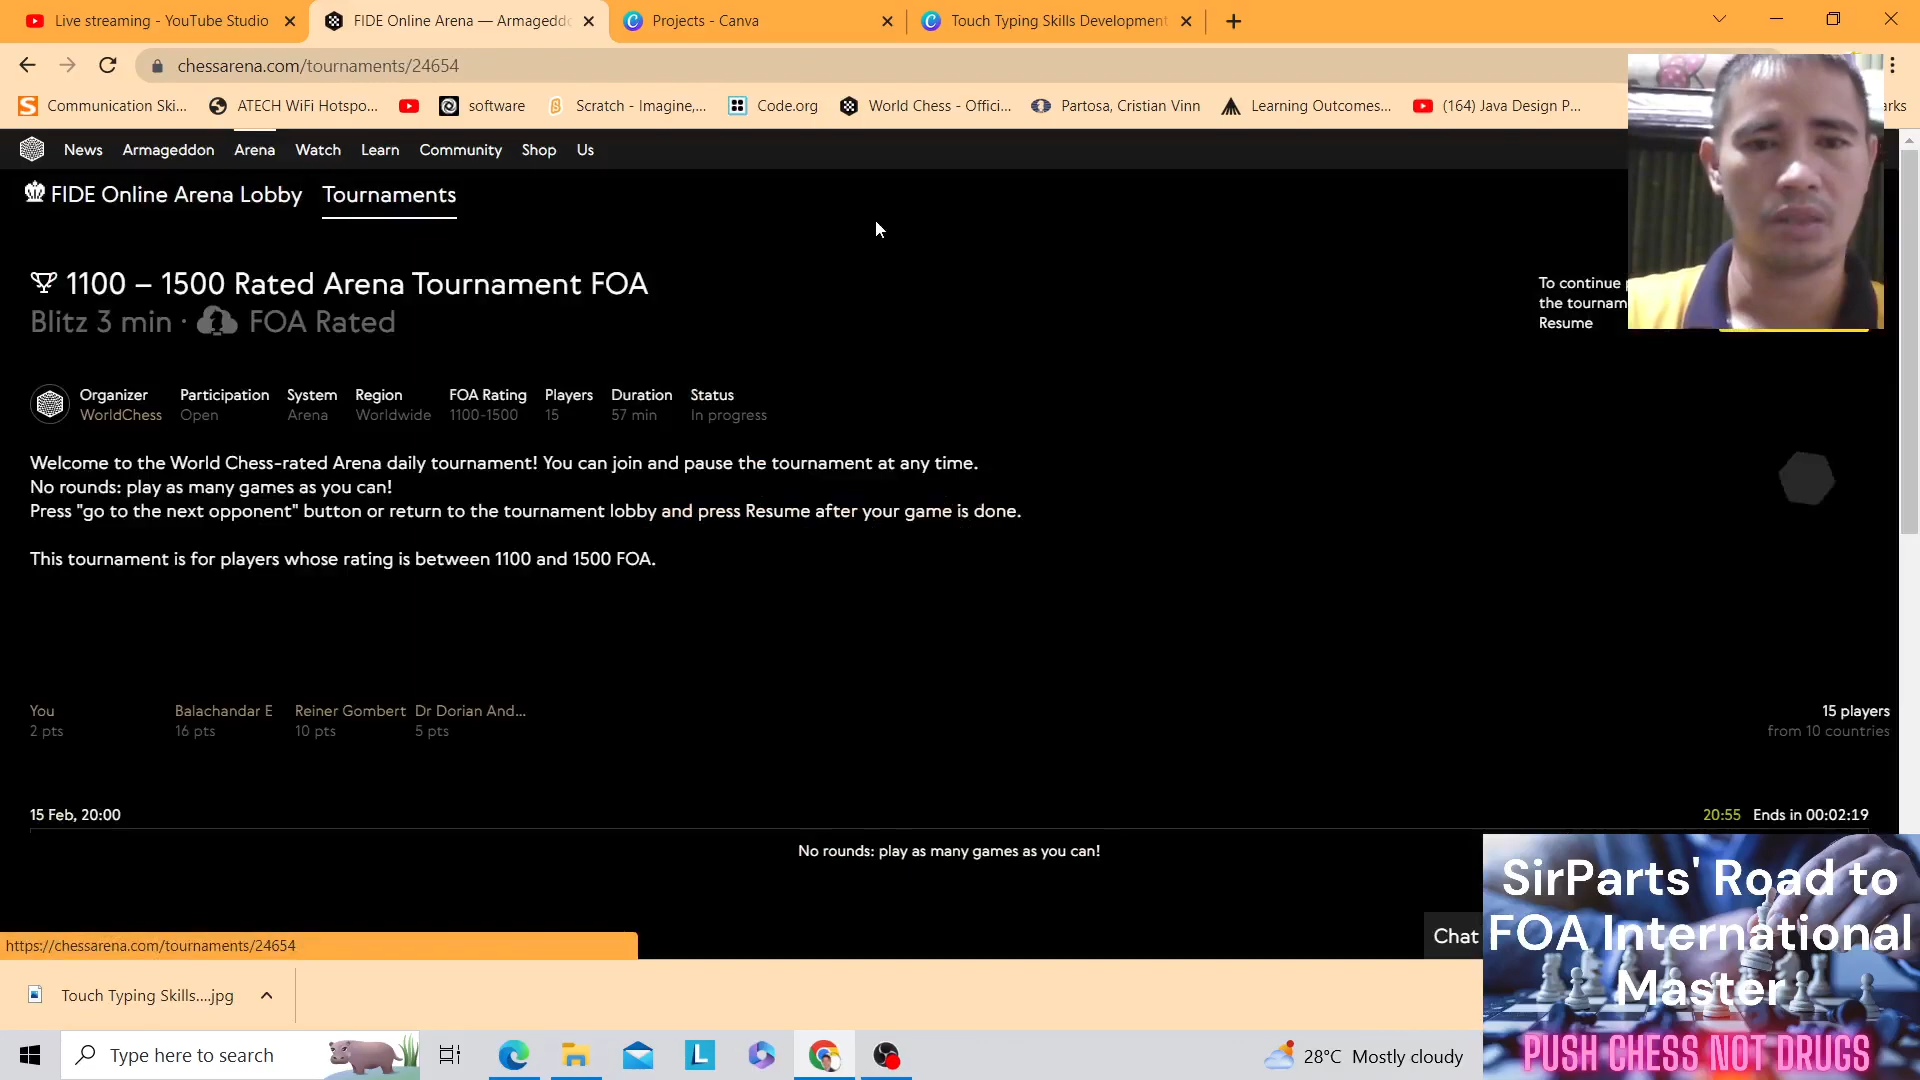 Live streaming - YouTube Studio
FIDE Online Arena — Armageddo
Projects - Canva
Touch Typing Skills Development
chessarena.com/tournaments/24654
Communication Ski...
ATECH WiFi Hotspo...
software
Scratch - Imagine,...
Code.org
World Chess - Offici...
Partosa, Cristian Vinn
Learning Outcomes...
(164) Java Design P...
arks
News Armageddon Arena Watch Learn Community Shop Us
FIDE Online Arena Lobby Tournaments
1100 – 1500 Rated Arena Tournament FOA
Blitz 3 min · FOA Rated
To continue
the tournam
Resume
Organizer Participation System Region FOA Rating Players Duration Status
WorldChess Open Arena Worldwide 1100-1500 15 57 min In progress
Welcome to the World Chess-rated Arena daily tournament! You can join and pause the tournament at any time.
No rounds: play as many games as you can!
Press "go to the next opponent" button or return to the tournament lobby and press Resume after your game is done.
This tournament is for players whose rating is between 1100 and 1500 FOA.
You Balachandar E Reiner Gombert Dr Dorian And... 15 players
2 pts 16 pts 10 pts 5 pts from 10 countries
15 Feb, 20:00 20:55 Ends in 00:02:19
No rounds: play as many games as you can!
Chat
SirParts' Road to
FOA International
Master
PUSH CHESS NOT DRUGS
https://chessarena.com/tournaments/24654
Touch Typing Skills....jpg
Type here to search
28°C Mostly cloudy